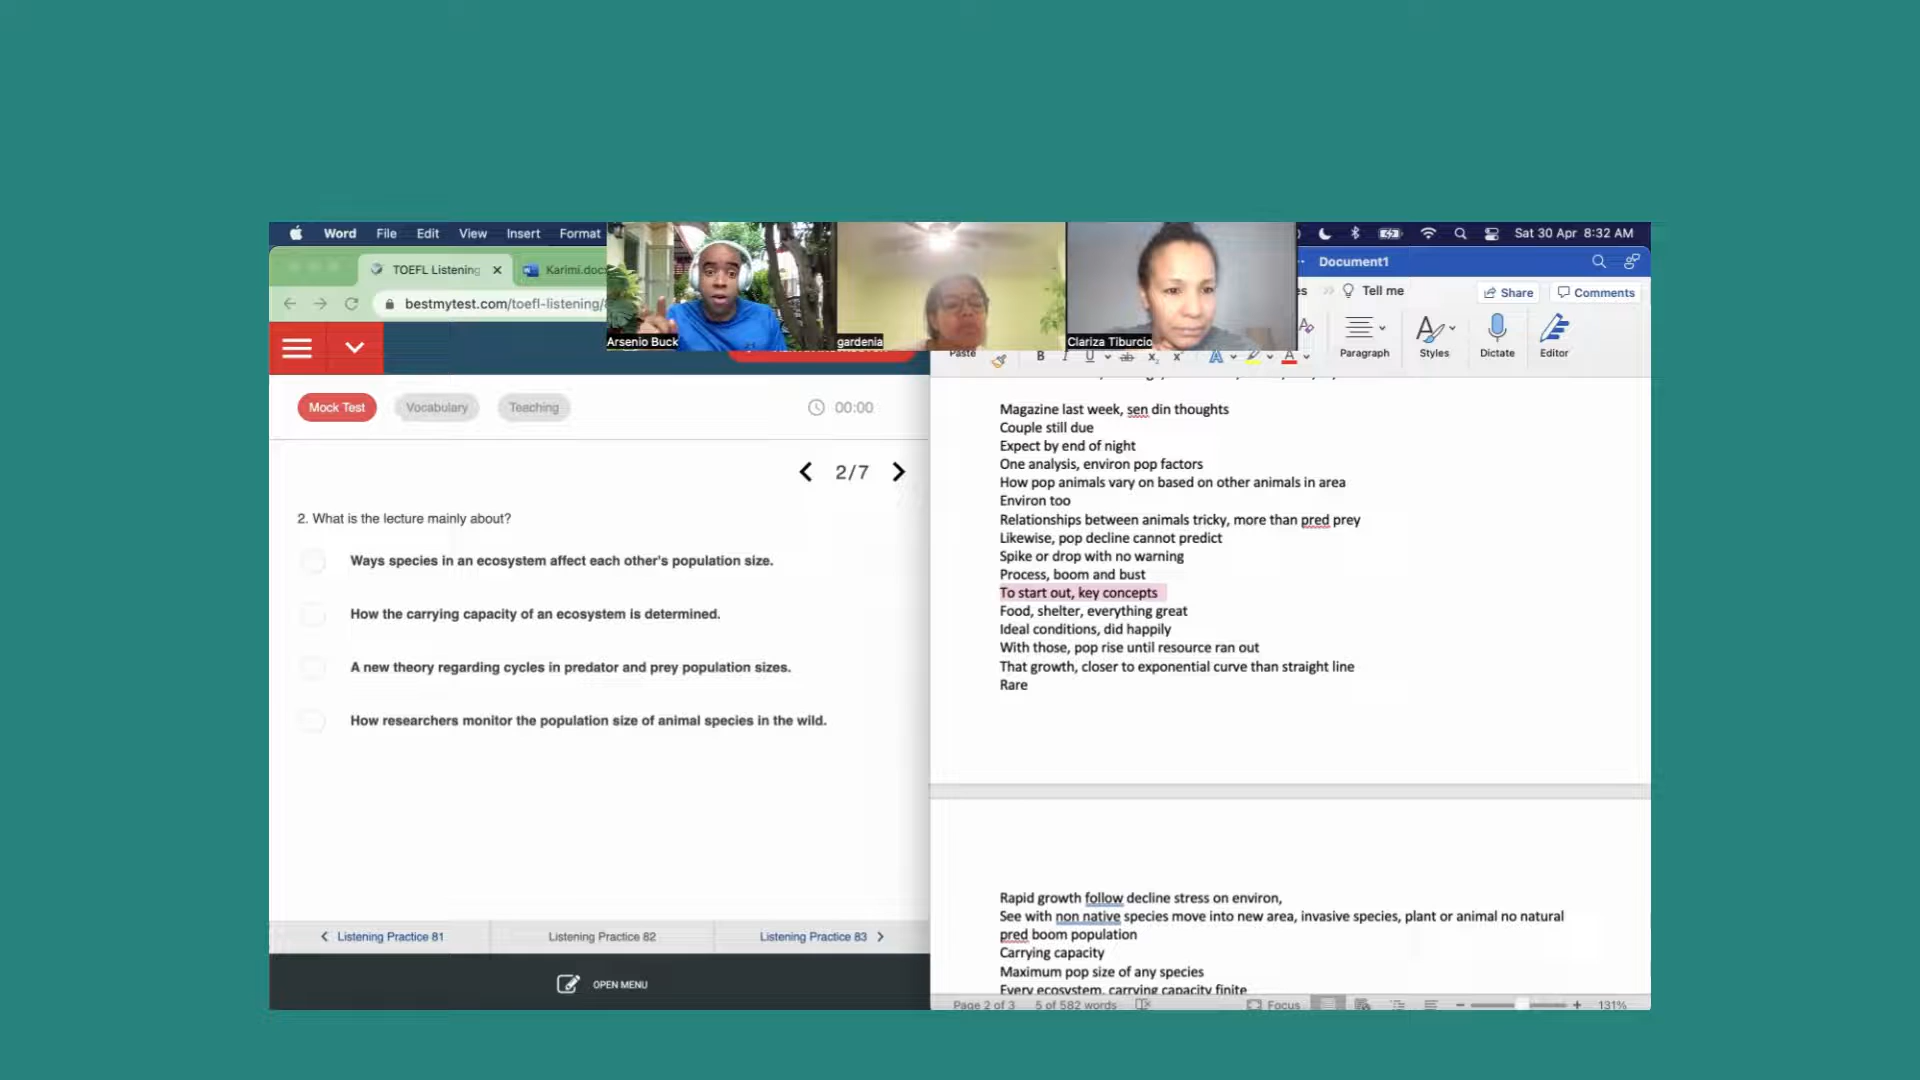 Word File Edit View Insert Format
Sat 30 Apr 8:32 AM
TOEFL Listening
Karimi.docx
Document1
bestmytest.com/toefl-listening/
Arsenio Buck
gardenia
Clariza Tiburcio
Tell me
Share
Comments
Paste
B I U ab x x A A
Paragraph
Styles
Dictate
Editor
Mock Test
Vocabulary
Teaching
00:00
2/7
2. What is the lecture mainly about?
Ways species in an ecosystem affect each other's population size.
How the carrying capacity of an ecosystem is determined.
A new theory regarding cycles in predator and prey population sizes.
How researchers monitor the population size of animal species in the wild.
Listening Practice 81
Listening Practice 82
Listening Practice 83
OPEN MENU
Magazine last week, sen din thoughts
Couple still due
Expect by end of night
One analysis, environ pop factors
How pop animals vary on based on other animals in area
Environ too
Relationships between animals tricky, more than pred prey
Likewise, pop decline cannot predict
Spike or drop with no warning
Process, boom and bust
To start out, key concepts
Food, shelter, everything great
Ideal conditions, did happily
With those, pop rise until resource ran out
That growth, closer to exponential curve than straight line
Rare
Rapid growth follow decline stress on environ,
See with non native species move into new area, invasive species, plant or animal no natural
pred boom population
Carrying capacity
Maximum pop size of any species
Every ecosystem, carrying capacity finite
Page 2 of 3
5 of 582 words
Focus
131%